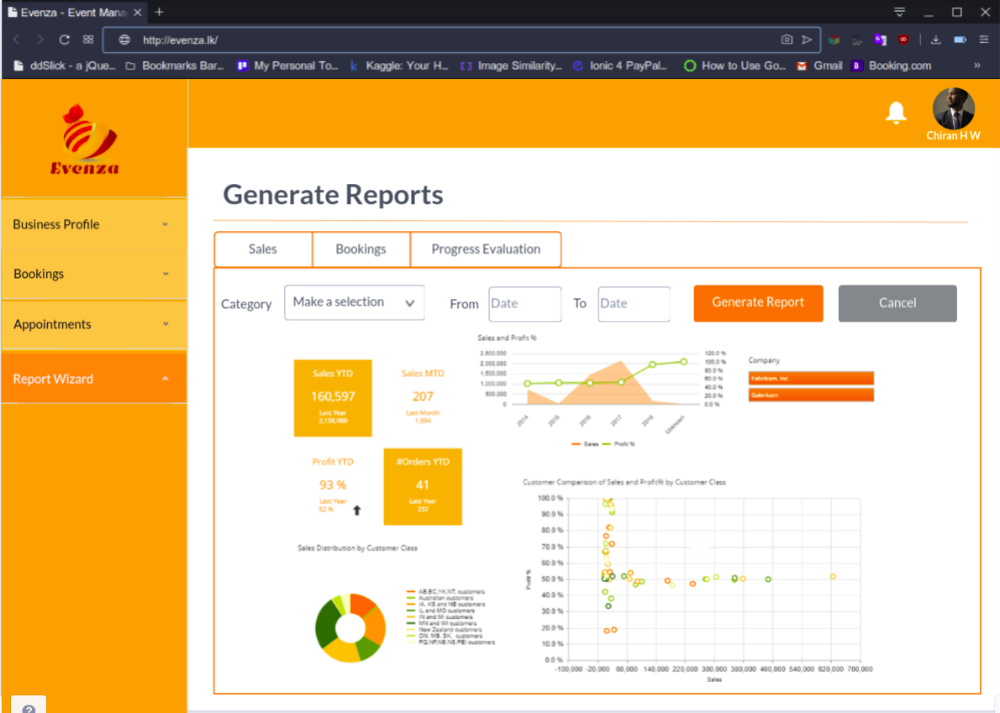 Evenza - Event Mana
http://evenza.lk/
ddSlick - a jQue...
Bookmarks Bar...
My Personal To...
Kaggle: Your H...
Image Similarity...
Ionic 4 PayPal...
How to Use Go...
Gmail
Booking.com
Evenza
Chiran H W
Business Profile
Bookings
Appointments
Report Wizard
Generate Reports
Sales
Bookings
Progress Evaluation
Category
Make a selection
From
Date
To
Date
Generate Report
Cancel
Sales YTD
160,597
Last Year
Sales MTD
207
Last Month
1,994
Profit YTD
93 %
Last Year
52 %
#Orders YTD
41
Last Year
237
Sales and Profit %
2,500,000
2,000,000
1,500,000
1,000,000
500,000
0
120.0 %
100.0 %
80.0 %
60.0 %
40.0 %
20.0 %
0.0 %
2014
2015
2016
2017
2018
Unknown
Sales
Profit %
Company
Fabrikam, Inc.
Gabrikam
Sales Distribution by Customer Class
AB,BC,YK,NT, customers
Australian customers
IA, KS and NE customers
IL and MO customers
IN and MI customers
MN and WI customers
New Zealand customers
ON, MB, SK, customers
PQ,NF,NB,NS,PEI customers
Customer Comparison of Sales and Profit% by Customer Class
100.0 %
90.0 %
80.0 %
70.0 %
60.0 %
50.0 %
40.0 %
30.0 %
20.0 %
10.0 %
0.0 %
Profit %
-100,000 -20,000 60,000 140,000 220,000 300,000 380,000 460,000 540,000 620,000 700,000
Sales
?